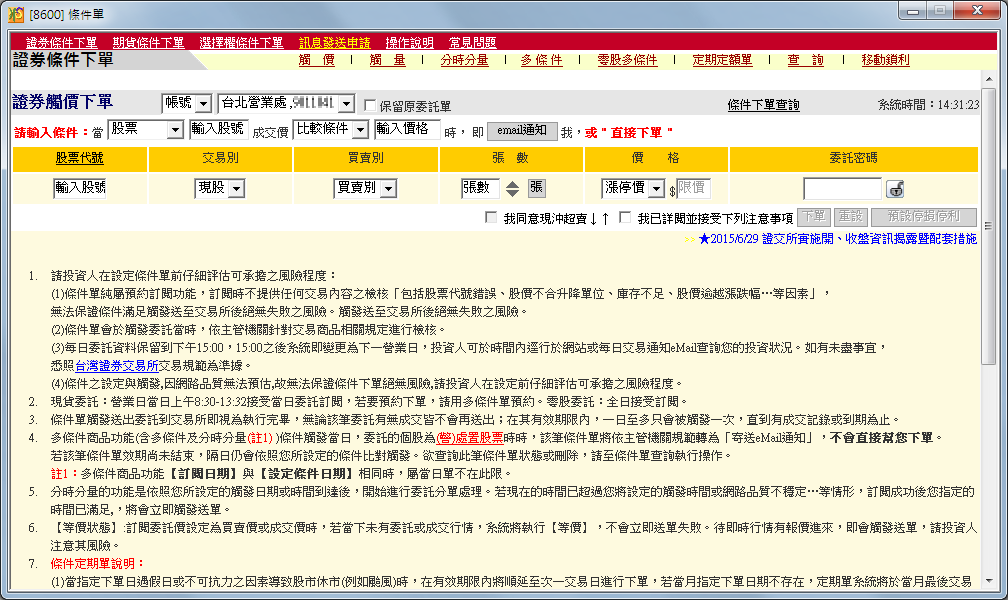 [8600] 條件單
證券條件下單 期貨條件下單 選擇權條件下單 訊息發送申請 操作說明 常見問題
證券條件下單
觸 價 | 觸 量 | 分時分量 | 多 條 件 | 零股多條件 | 定期定額單 | 查 詢 | 移動鎖利
證券觸價下單 帳號 台北營業處, 保留原委託單 條件下單查詢 系統時間：14:31:23
請輸入條件：當 股票 輸入股號 成交價 比較條件 輸入價格 時，即 email通知 我，或 " 直接下單 "
股票代號 交易別 買賣別 張 數 價 格 委託密碼
輸入股號 現股 買賣別 張數 張 漲停價 $ 限價
我同意現沖超賣↓↑ 我已詳閱並接受下列注意事項 下單 重設 預設停損停利
★2015/6/29 證交所實施開、收盤資訊揭露暨配套措施
1. 請投資人在設定條件單前仔細評估可承擔之風險程度：
(1)條件單純屬預約訂閱功能，訂閱時不提供任何交易內容之檢核「包括股票代號錯誤、股價不合升降單位、庫存不足、股價逾越漲跌幅…等因素」，
無法保證條件滿足觸發送至交易所後絕無失敗之風險。觸發送至交易所後絕無失敗之風險。
(2)條件單會於觸發委託當時，依主管機關針對交易商品相關規定進行檢核。
(3)每日委託資料保留到下午15:00，15:00之後系統即變更為下一營業日，投資人可於時間內逕行於網站或每日交易通知eMail查詢您的投資狀況。如有未盡事宜，
悉照台灣證券交易所交易規範為準據。
(4)條件之設定與觸發,因網路品質無法預估,故無法保證條件下單絕無風險,請投資人在設定前仔細評估可承擔之風險程度。
2. 現貨委託：營業日當日上午8:30-13:32接受當日委託訂閱，若要預約下單，請用多條件單預約。零股委託：全日接受訂閱。
3. 條件單觸發送出委託到交易所即視為執行完畢，無論該筆委託有無成交皆不會再送出；在其有效期限內，一日至多只會被觸發一次，直到有成交記錄或到期為止。
4. 多條件商品功能(含多條件及分時分量(註1) )條件觸發當日，委託的個股為(警)處置股票時時，該筆條件單將依主管機關規範轉為「寄送eMail通知」，不會直接幫您下單。
若該筆條件單效期尚未結束，隔日仍會依照您所設定的條件比對觸發。欲查詢此筆條件單狀態或刪除，請至條件單查詢執行操作。
註1：多條件商品功能【訂閱日期】與【設定條件日期】相同時，屬當日單不在此限。
5. 分時分量的功能是依照您所設定的觸發日期或時間到達後，開始進行委託分單處理。若現在的時間已超過您將設定的觸發時間或網路品質不穩定…等情形，訂閱成功後您指定的
時間已滿足，，將會立即觸發送單。
6. 【等價狀態】:訂閱委託價設定為買賣價或成交價時，若當下未有委託或成交行情，系統將執行【等價】，不會立即送單失敗。待即時行情有報價進來，即會觸發送單，請投資人
注意其風險。
7. 條件定期單說明：
(1)當指定下單日遇假日或不可抗力之因素導致股市休市(例如颱風)時，在有效期限內將順延至次一交易日進行下單，若當月指定下單日期不存在，定期單系統將於當月最後交易